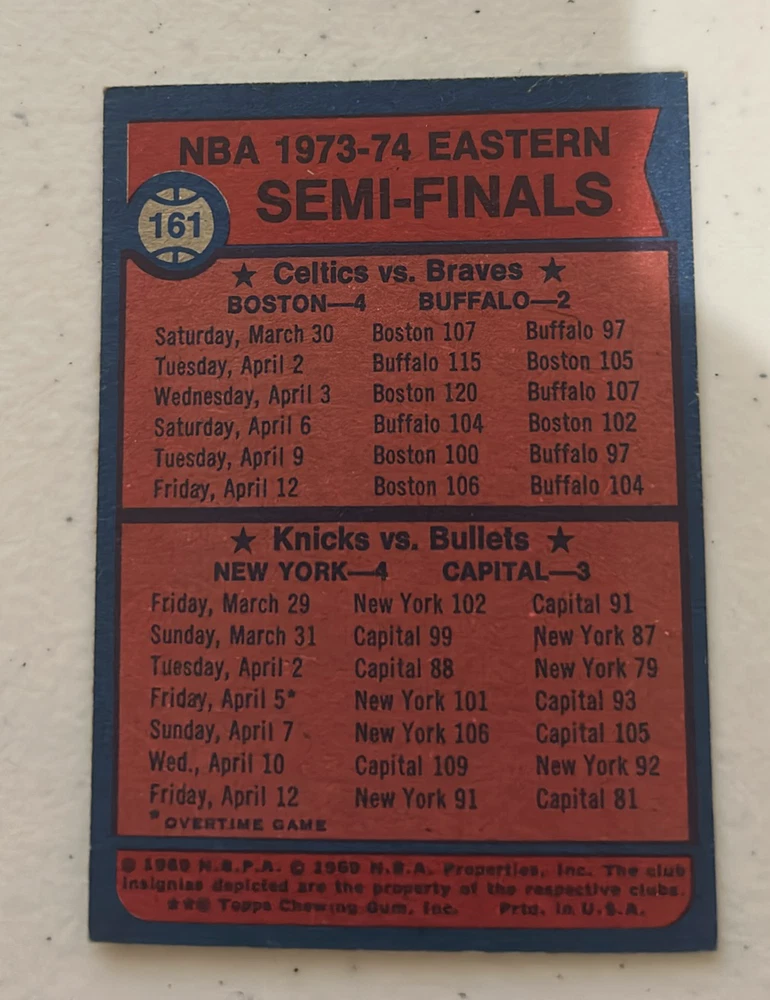 NBA 1973-74 EASTERN
SEMI-FINALS
161
★ Celtics vs. Braves ★
BOSTON—4 BUFFALO—2
Saturday, March 30 Boston 107 Buffalo 97
Tuesday, April 2 Buffalo 115 Boston 105
Wednesday, April 3 Boston 120 Buffalo 107
Saturday, April 6 Buffalo 104 Boston 102
Tuesday, April 9 Boston 100 Buffalo 97
Friday, April 12 Boston 106 Buffalo 104
★ Knicks vs. Bullets ★
NEW YORK—4 CAPITAL—3
Friday, March 29 New York 102 Capital 91
Sunday, March 31 Capital 99 New York 87
Tuesday, April 2 Capital 88 New York 79
Friday, April 5* New York 101 Capital 93
Sunday, April 7 New York 106 Capital 105
Wed., April 10 Capital 109 New York 92
Friday, April 12 New York 91 Capital 81
*OVERTIME GAME
© 1969 N.B.P.A. © 1969 N.B.A. Properties, Inc. The club
insignias depicted are the property of the respective clubs.
★★© Topps Chewing Gum, Inc. Prtd. in U.S.A.